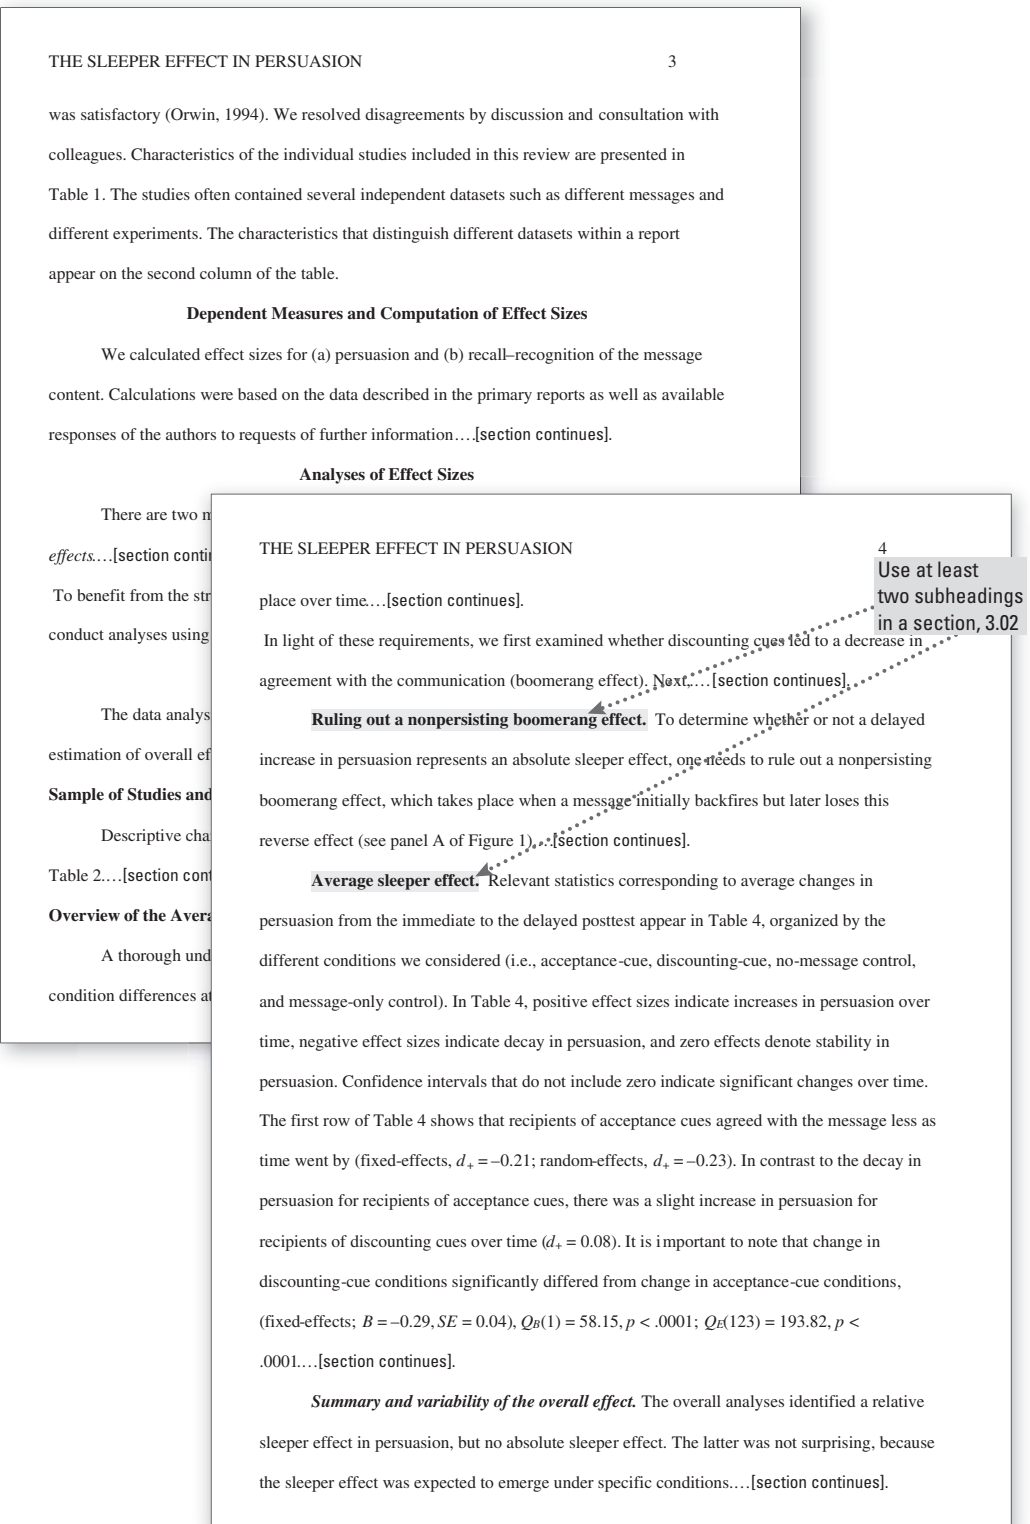 THE SLEEPER EFFECT IN PERSUASION 3
was satisfactory (Orwin, 1994). We resolved disagreements by discussion and consultation with
colleagues. Characteristics of the individual studies included in this review are presented in
Table 1. The studies often contained several independent datasets such as different messages and
different experiments. The characteristics that distinguish different datasets within a report
appear on the second column of the table.
Dependent Measures and Computation of Effect Sizes
We calculated effect sizes for (a) persuasion and (b) recall–recognition of the message
content. Calculations were based on the data described in the primary reports as well as available
responses of the authors to requests of further information.…[section continues].
Analyses of Effect Sizes
There are two
effects.…[section
To benefit from the
conduct analyses using
The data
estimation of overall
Sample of Studies and
Descriptive
Table 2.…[section
Overview of the
A thorough
condition differences
THE SLEEPER EFFECT IN PERSUASION 4
place over time.…[section continues].
In light of these requirements, we first examined whether discounting cues led to a decrease in
agreement with the communication (boomerang effect). Next,.…[section continues].
Ruling out a nonpersisting boomerang effect. To determine whether or not a delayed
increase in persuasion represents an absolute sleeper effect, one needs to rule out a nonpersisting
boomerang effect, which takes place when a message initially backfires but later loses this
reverse effect (see panel A of Figure 1).…[section continues].
Average sleeper effect. Relevant statistics corresponding to average changes in
persuasion from the immediate to the delayed posttest appear in Table 4, organized by the
different conditions we considered (i.e., acceptance-cue, discounting-cue, no-message control,
and message-only control). In Table 4, positive effect sizes indicate increases in persuasion over
time, negative effect sizes indicate decay in persuasion, and zero effects denote stability in
persuasion. Confidence intervals that do not include zero indicate significant changes over time.
The first row of Table 4 shows that recipients of acceptance cues agreed with the message less as
time went by (fixed-effects, d₊ = –0.21; random-effects, d₊ = –0.23). In contrast to the decay in
persuasion for recipients of acceptance cues, there was a slight increase in persuasion for
recipients of discounting cues over time (d₊ = 0.08). It is important to note that change in
discounting-cue conditions significantly differed from change in acceptance-cue conditions,
(fixed-effects; B = –0.29, SE = 0.04), QB(1) = 58.15, p < .0001; QE(123) = 193.82, p <
.0001.…[section continues].
Summary and variability of the overall effect. The overall analyses identified a relative
sleeper effect in persuasion, but no absolute sleeper effect. The latter was not surprising, because
the sleeper effect was expected to emerge under specific conditions.…[section continues].
Use at least
two subheadings
in a section, 3.02